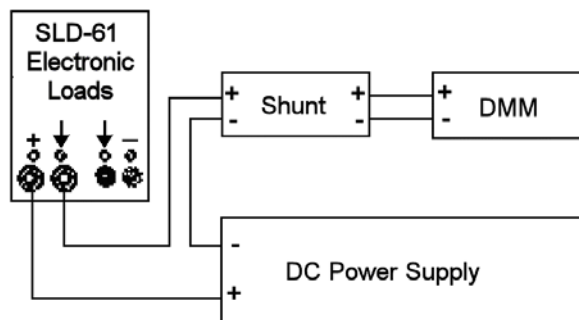 SLD-61
Electronic
Loads
+ −
+ Shunt +
- -
+ DMM
-
- DC Power Supply
+